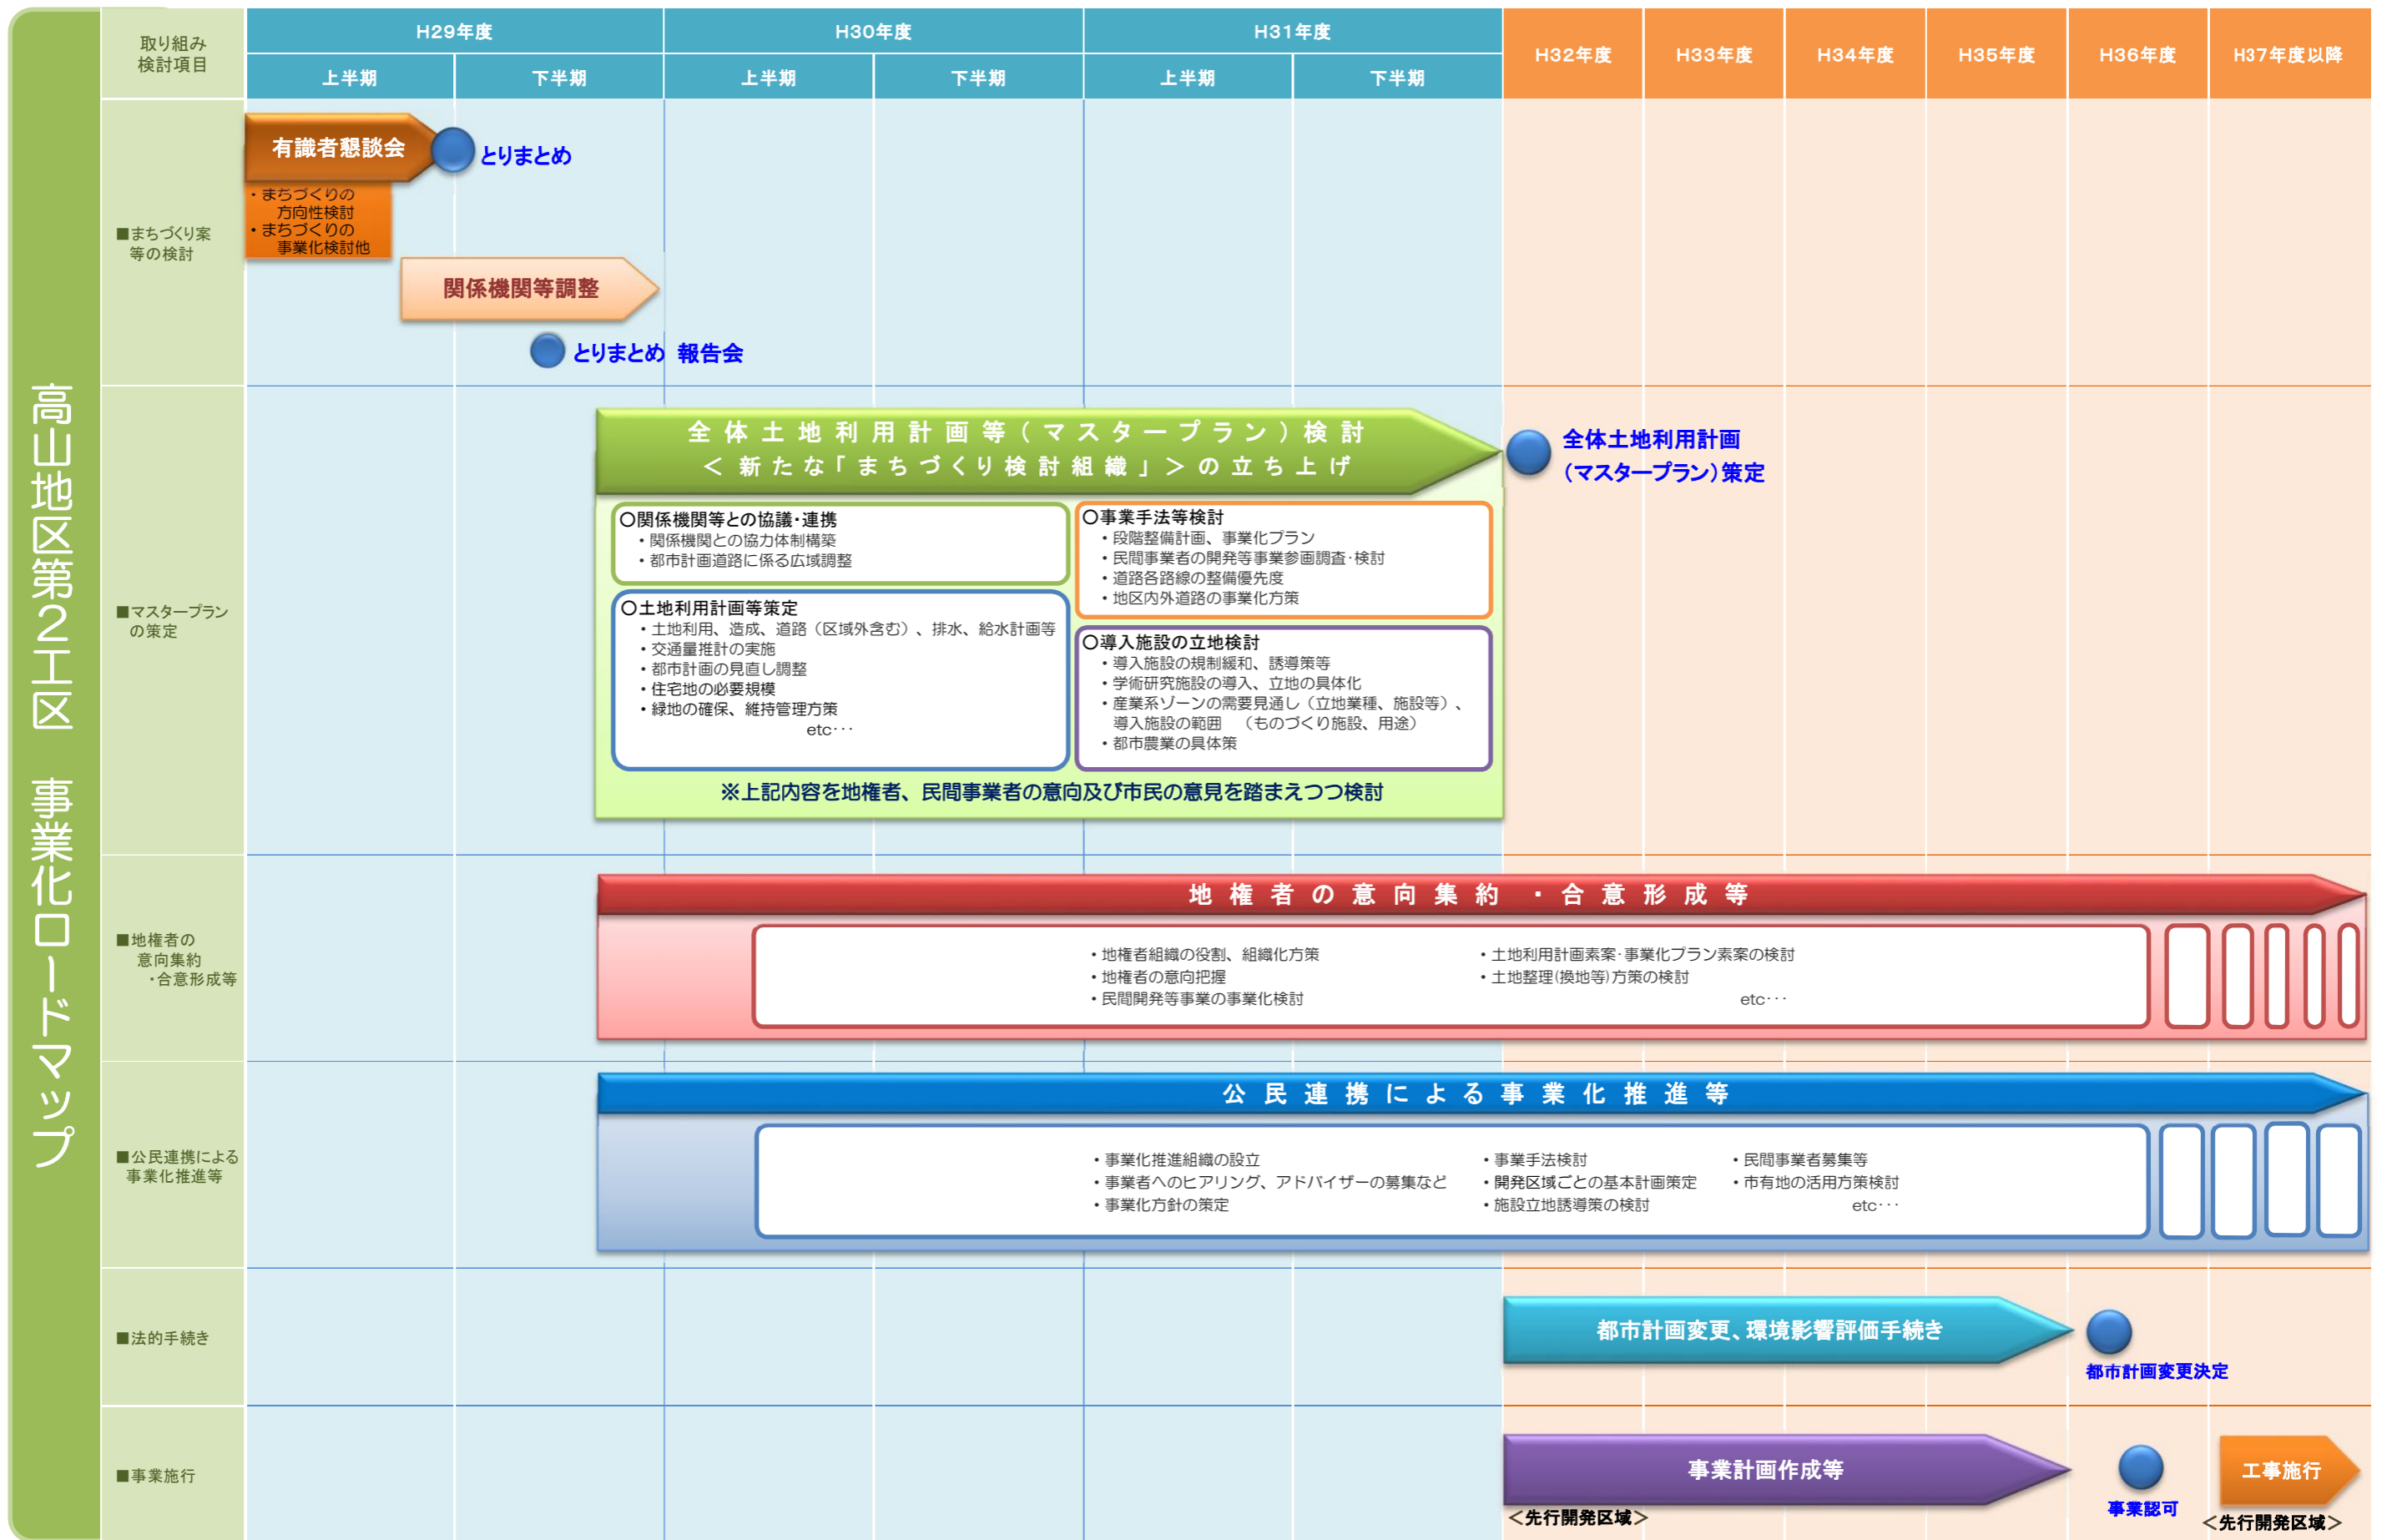 高山地区第2工区　事業化ロードマップ
取り組み
検討項目
H29年度
H30年度
H31年度
H32年度
H33年度
H34年度
H35年度
H36年度
H37年度以降
上半期
下半期
上半期
下半期
上半期
下半期
■まちづくり案
等の検討
有識者懇談会
とりまとめ
・まちづくりの
方向性検討
・まちづくりの
事業化検討他
関係機関等調整
とりまとめ 報告会
■マスタープラン
の策定
全体土地利用計画等(マスタープラン)検討
＜新たな「まちづくり検討組織」＞の立ち上げ
全体土地利用計画
(マスタープラン)策定
○関係機関等との協議・連携
・関係機関との協力体制構築
・都市計画道路に係る広域調整
○土地利用計画等策定
・土地利用、造成、道路（区域外含む）、排水、給水計画等
・交通量推計の実施
・都市計画の見直し調整
・住宅地の必要規模
・緑地の確保、維持管理方策
etc･･･
○事業手法等検討
・段階整備計画、事業化プラン
・民間事業者の開発等事業参画調査・検討
・道路各路線の整備優先度
・地区内外道路の事業化方策
○導入施設の立地検討
・導入施設の規制緩和、誘導策等
・学術研究施設の導入、立地の具体化
・産業系ゾーンの需要見通し（立地業種、施設等）、
導入施設の範囲　（ものづくり施設、用途）
・都市農業の具体策
※上記内容を地権者、民間事業者の意向及び市民の意見を踏まえつつ検討
■地権者の
意向集約
・合意形成等
地権者の意向集約・合意形成等
・地権者組織の役割、組織化方策
・地権者の意向把握
・民間開発等事業の事業化検討
・土地利用計画素案・事業化プラン素案の検討
・土地整理(換地等)方策の検討
etc･･･
■公民連携による
事業化推進等
公民連携による事業化推進等
・事業化推進組織の設立
・事業者へのヒアリング、アドバイザーの募集など
・事業化方針の策定
・事業手法検討
・開発区域ごとの基本計画策定
・施設立地誘導策の検討
・民間事業者募集等
・市有地の活用方策検討
etc･･･
■法的手続き
都市計画変更、環境影響評価手続き
都市計画変更決定
■事業施行
事業計画作成等
＜先行開発区域＞
事業認可
工事施行
＜先行開発区域＞